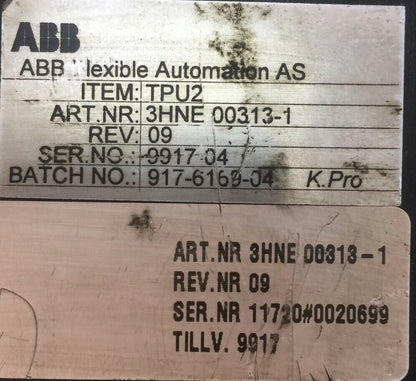 ABB
ABB Flexible Automation AS
ITEM: TPU2
ART.NR: 3HNE 00313-1
REV: 09
SER.NO: 9917-04
BATCH NO.: 917-6169-04 K.Pro
ART.NR 3HNE 00313-1
REV.NR 09
SER.NR 11720#0020699
TILLV. 9917